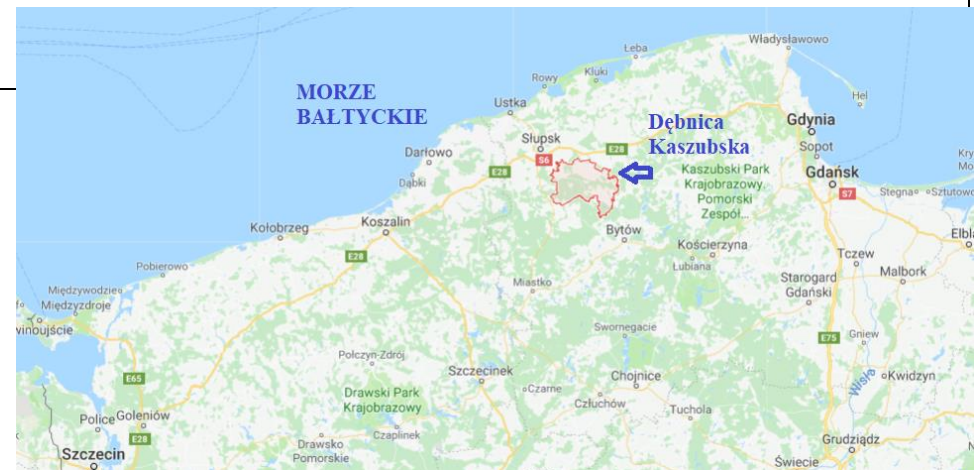 Władysławowo
Łeba
Kluki
Rowy
Hel
MORZE
BAŁTYCKIE
Ustka
Dębnica
Kaszubska
Gdynia
Słupsk
E28
Sopot
Darłowo
S6
E28
Kaszubski Park
Krajobrazowy.
Pomorski
Zespół...
Gdańsk
S7
Dąbki
Stegna
Sztutowo
Kołobrzeg
Koszalin
Bytów
Kościerzyna
Tczew
E28
Lubiana
Malbork
Pobierowo
Miastko
Starogard
Gdański
Międzywodzie
Międzyzdroje
Swornegacie
E75
Gniew
Połczyn-Zdrój
Szczecinek
Chojnice
Wisła
Kwidzyn
E65
Drawski Park
Krajobrazowy
Czarne
Człuchów
Tuchola
Police
Goleniów
E28
Czaplinek
Drawsko
Pomorskie
Grudziądz
Szczecin
Świecie